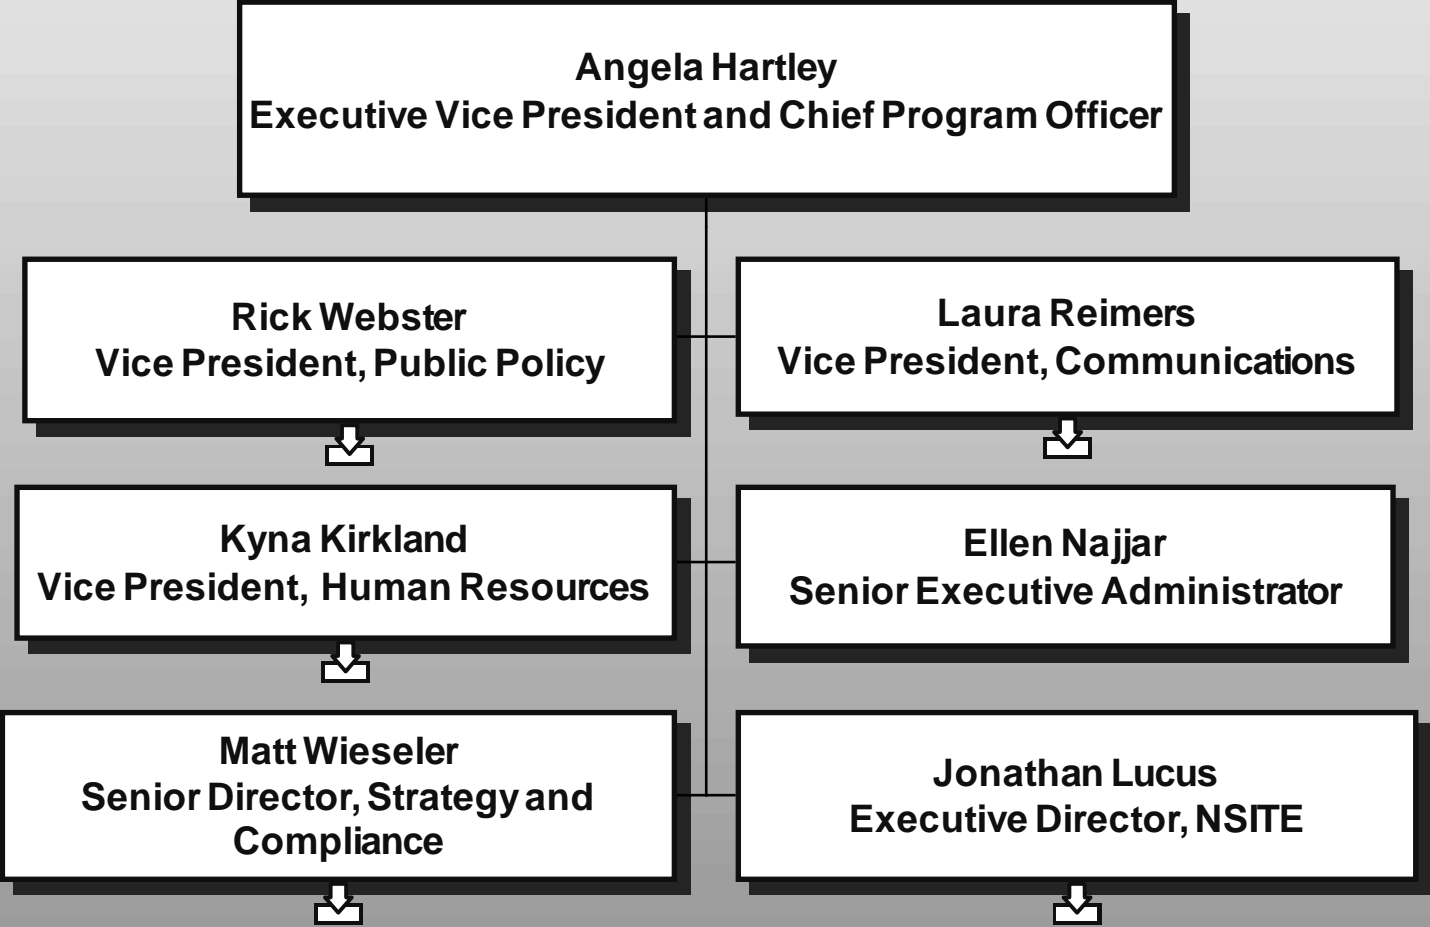 Angela Hartley
Executive Vice President and Chief Program Officer
Rick Webster
Vice President, Public Policy
Laura Reimers
Vice President, Communications
Kyna Kirkland
Vice President, Human Resources
Ellen Najjar
Senior Executive Administrator
Matt Wieseler
Senior Director, Strategy and
Compliance
Jonathan Lucus
Executive Director, NSITE